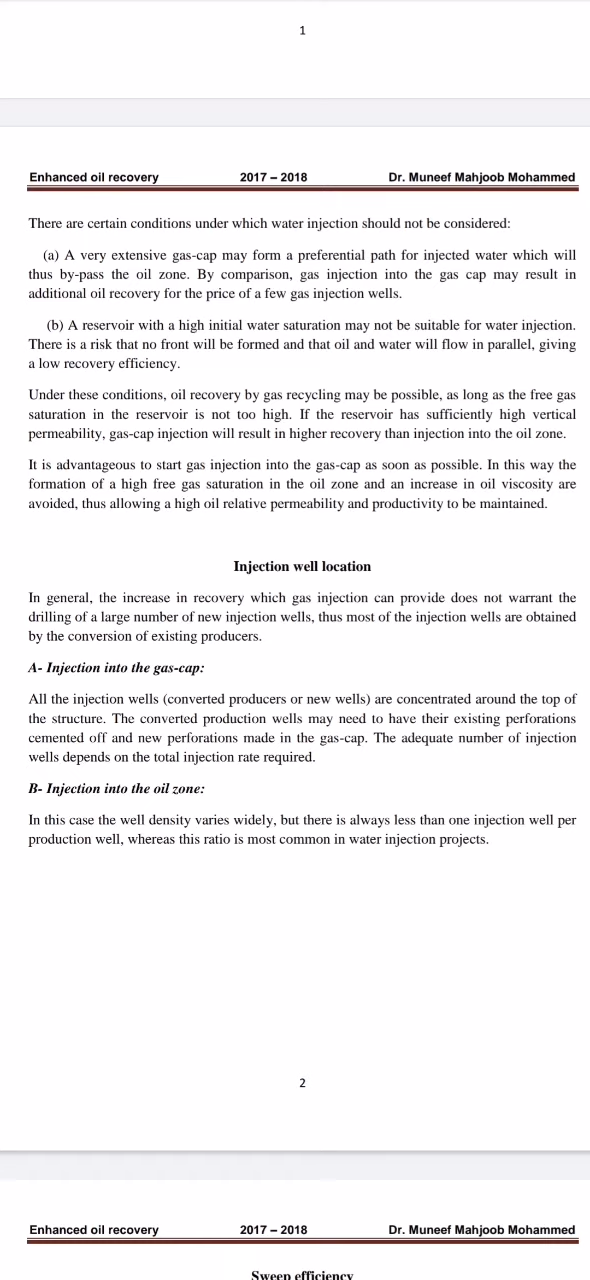 1
Enhanced oil recovery 2017 – 2018 Dr. Muneef Mahjoob Mohammed
There are certain conditions under which water injection should not be considered:
(a) A very extensive gas-cap may form a preferential path for injected water which will
thus by-pass the oil zone. By comparison, gas injection into the gas cap may result in
additional oil recovery for the price of a few gas injection wells.
(b) A reservoir with a high initial water saturation may not be suitable for water injection.
There is a risk that no front will be formed and that oil and water will flow in parallel, giving
a low recovery efficiency.
Under these conditions, oil recovery by gas recycling may be possible, as long as the free gas
saturation in the reservoir is not too high. If the reservoir has sufficiently high vertical
permeability, gas-cap injection will result in higher recovery than injection into the oil zone.
It is advantageous to start gas injection into the gas-cap as soon as possible. In this way the
formation of a high free gas saturation in the oil zone and an increase in oil viscosity are
avoided, thus allowing a high oil relative permeability and productivity to be maintained.
Injection well location
In general, the increase in recovery which gas injection can provide does not warrant the
drilling of a large number of new injection wells, thus most of the injection wells are obtained
by the conversion of existing producers.
A- Injection into the gas-cap:
All the injection wells (converted producers or new wells) are concentrated around the top of
the structure. The converted production wells may need to have their existing perforations
cemented off and new perforations made in the gas-cap. The adequate number of injection
wells depends on the total injection rate required.
B- Injection into the oil zone:
In this case the well density varies widely, but there is always less than one injection well per
production well, whereas this ratio is most common in water injection projects.
2
Enhanced oil recovery 2017 – 2018 Dr. Muneef Mahjoob Mohammed
Sweep efficiency